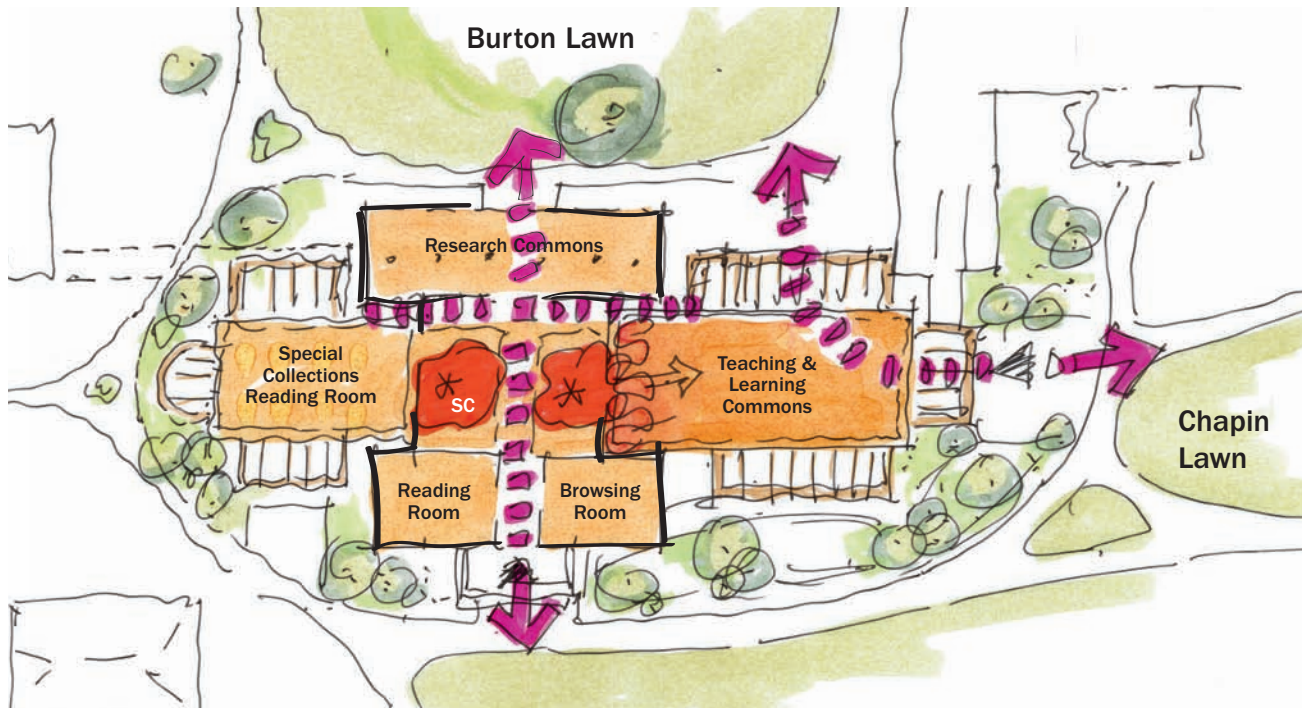 Burton Lawn
Research Commons
Special
Collections
Reading Room
SC
Teaching &
Learning
Commons
Chapin
Lawn
Reading
Room
Browsing
Room